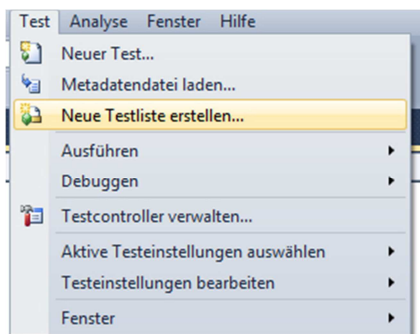 Test Analyse Fenster Hilfe
Neuer Test...
Metadatendatei laden...
Neue Testliste erstellen...
Ausführen
Debuggen
Testcontroller verwalten...
Aktive Testeinstellungen auswählen
Testeinstellungen bearbeiten
Fenster